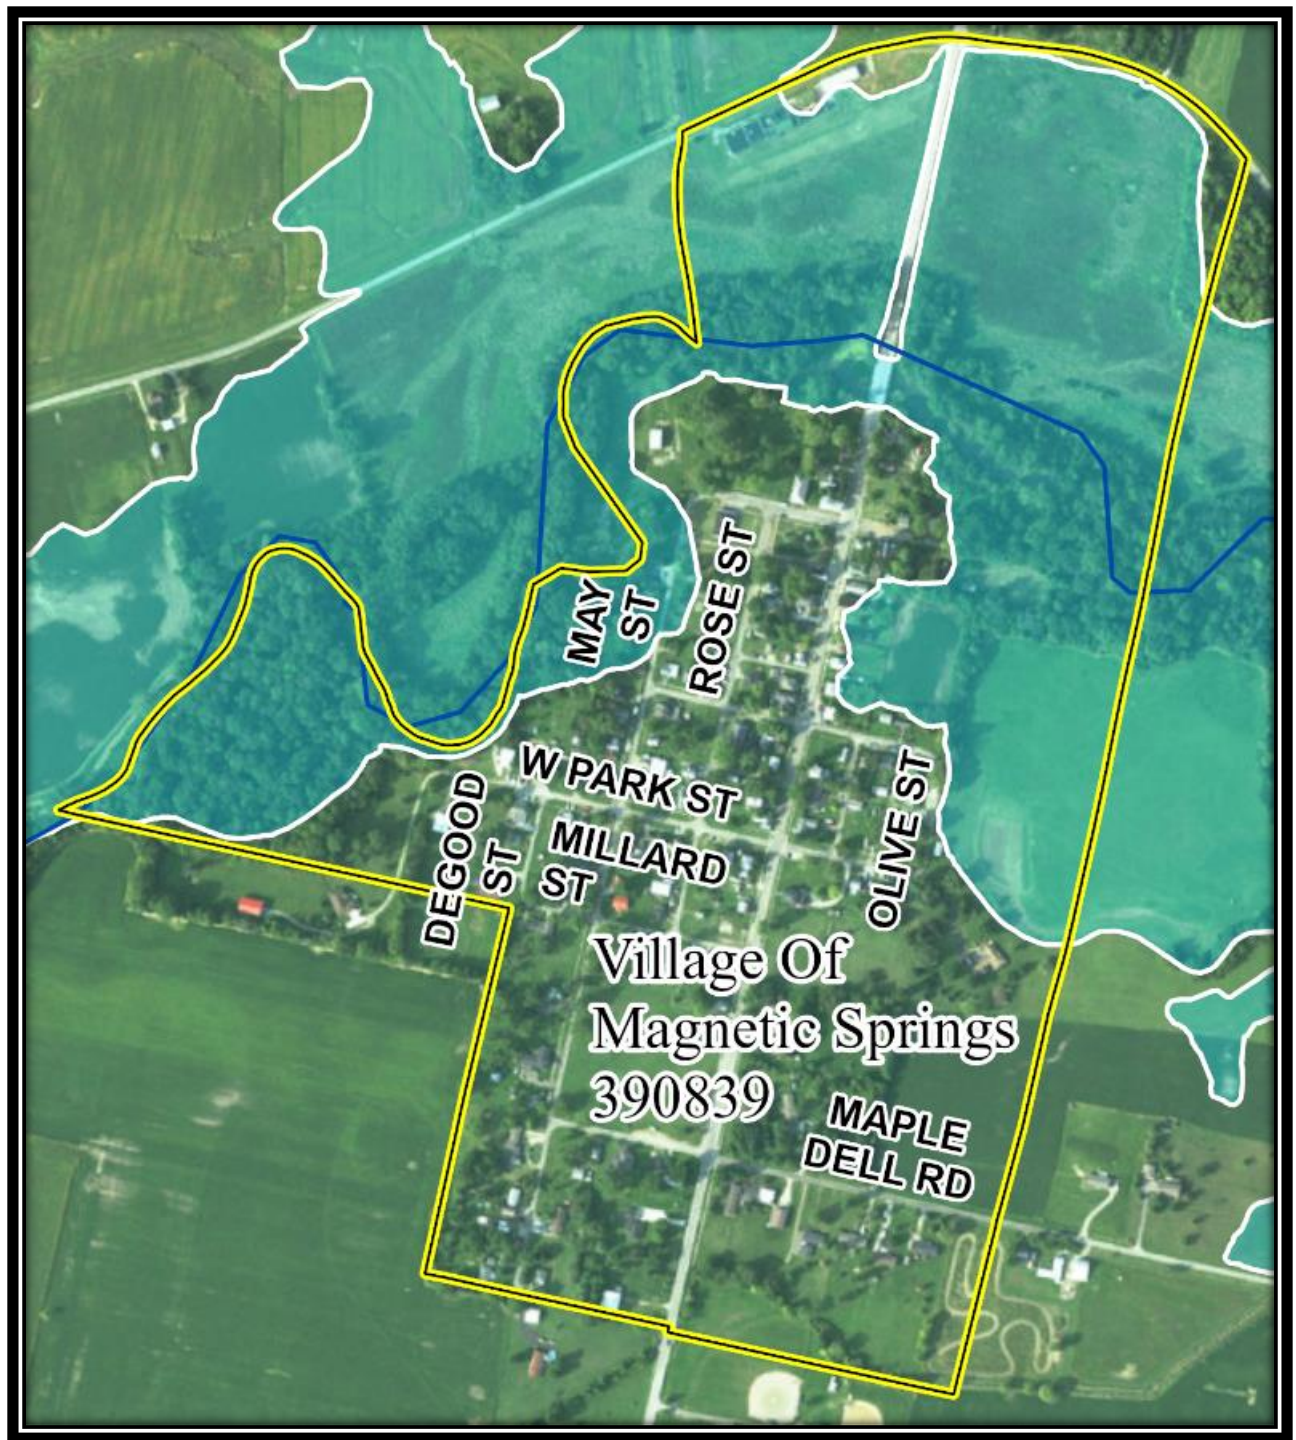 MAY
ST
ROSE ST
W PARK ST
OLIVE ST
DEGOOD
ST
MILLARD
ST
Village Of
Magnetic Springs
390839
MAPLE
DELL RD